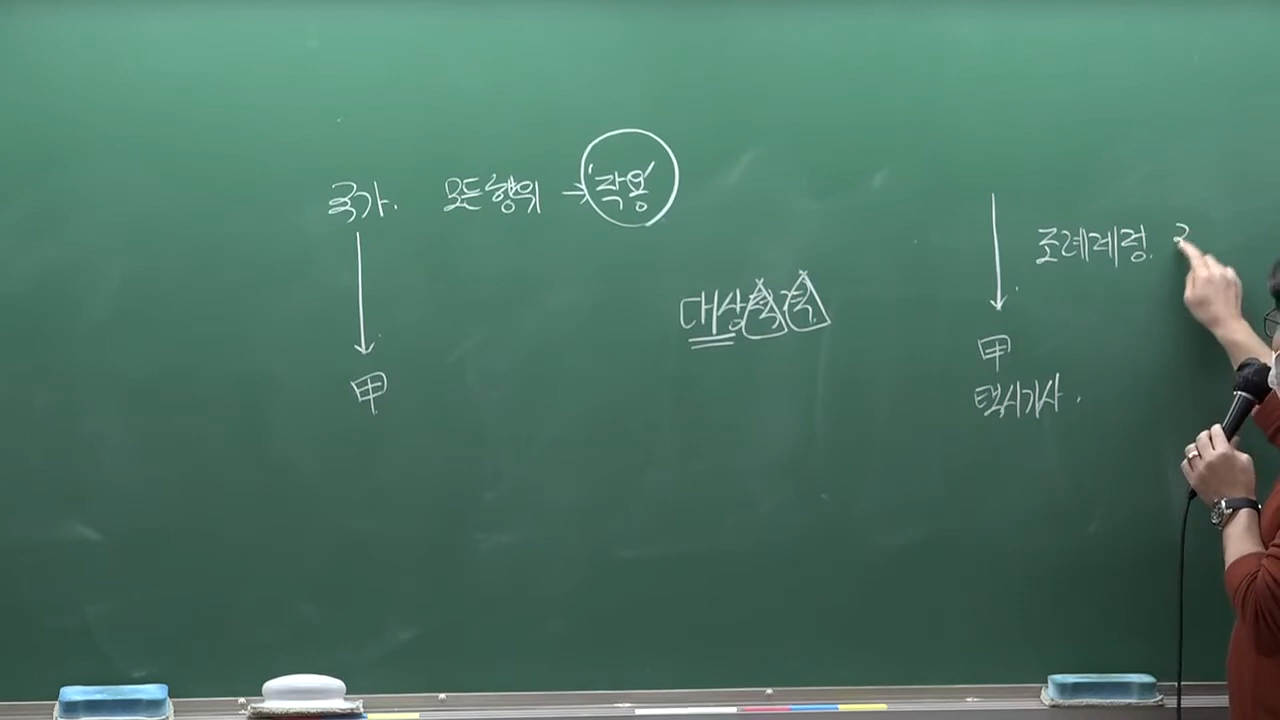 국가. 모든행위 → '작용'
조례제정.
대상
甲
택시기사.
甲